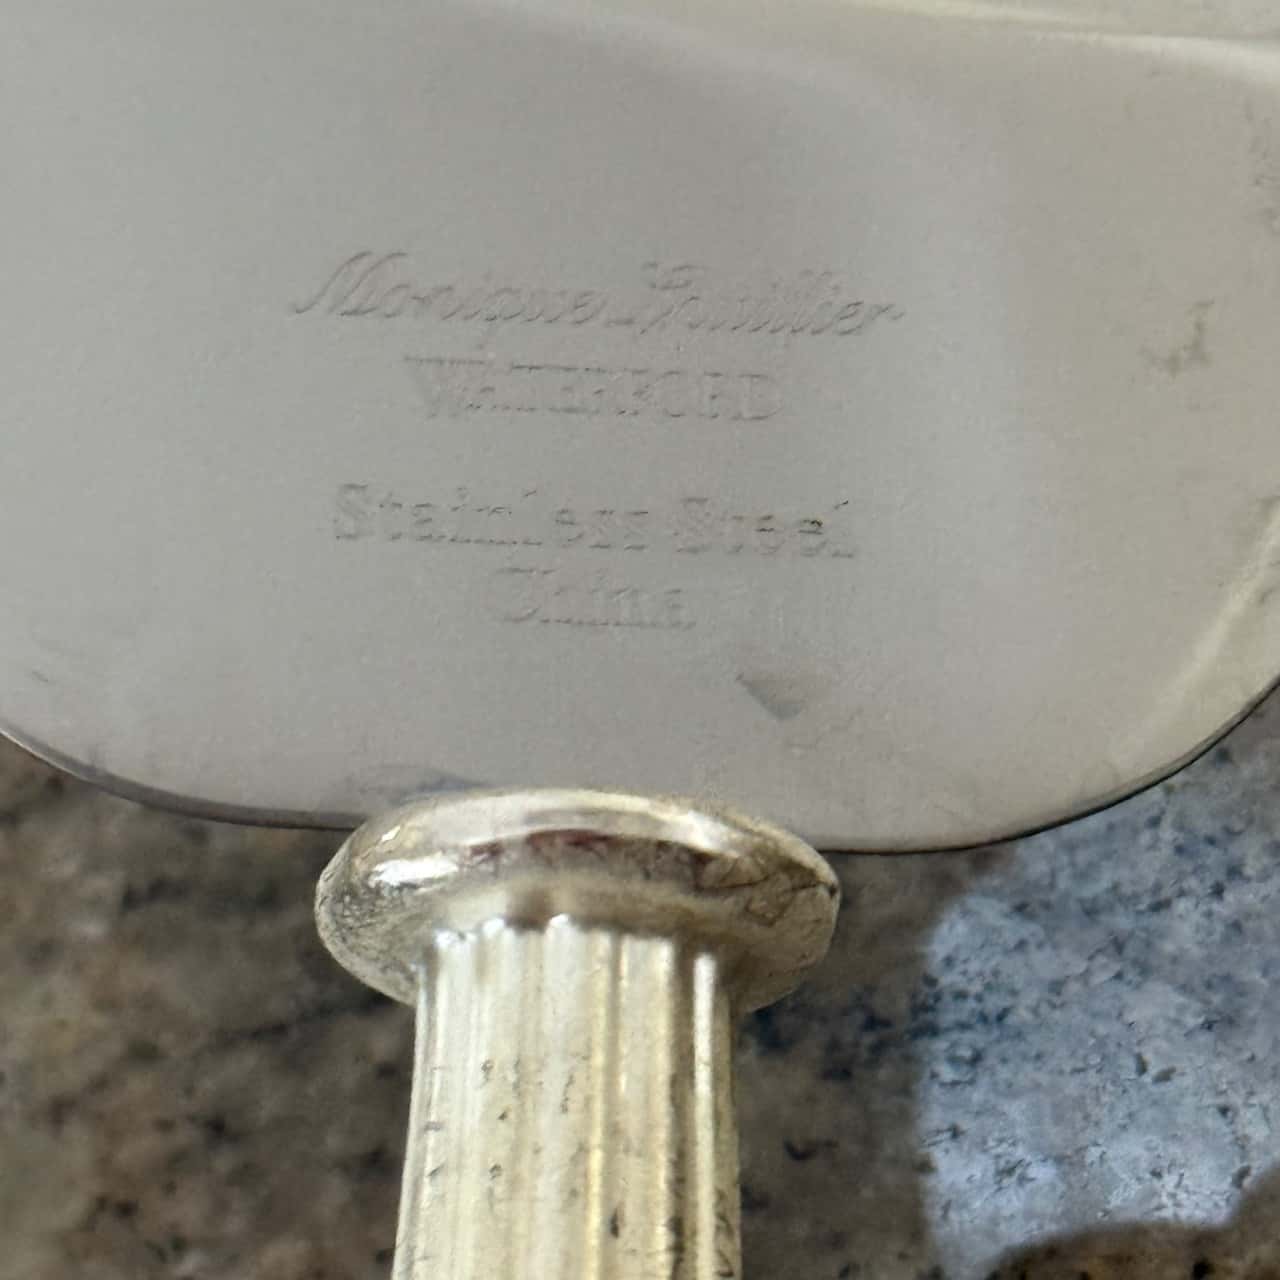 Monique Lhuillier
WATERFORD
Stainless Steel
China